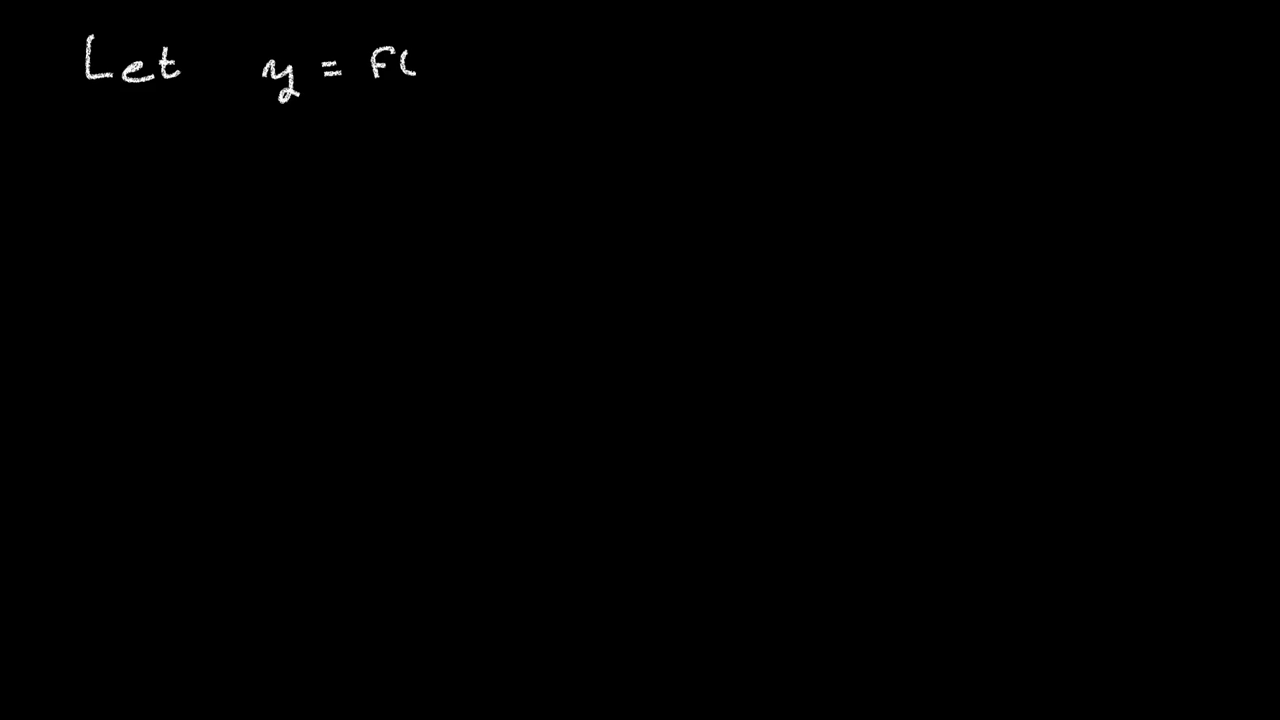 Let y = f(